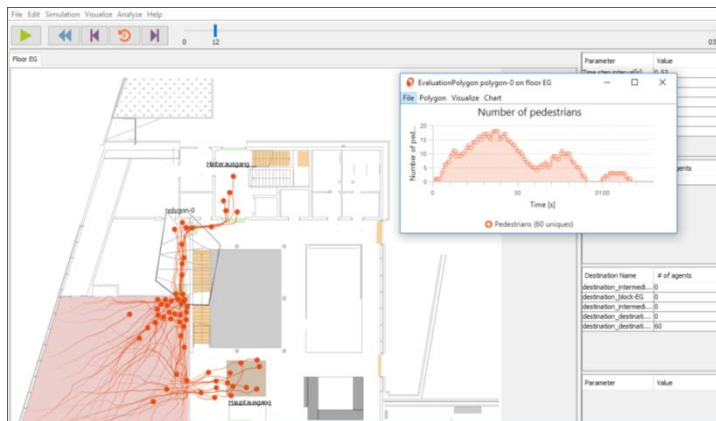 File Edit Simulation Visualize Analyze Help
0 12 03
Floor EG
Parameter Value
EvaluationPolygon polygon-0 on floor EG
File Polygon Visualize Chart
Number of pedestrians
Number of ped...
20
15
10
5
0
0 30 01:00
Time [s]
Pedestrians (60 uniques)
Hinterausgang
polygon-0
Hauptausgang
agents
Destination Name # of agents
destination_intermedi... 0
destination_block-EG 0
destination_intermedi... 0
destination_destinati... 0
destination_destinati... 60
Parameter Value